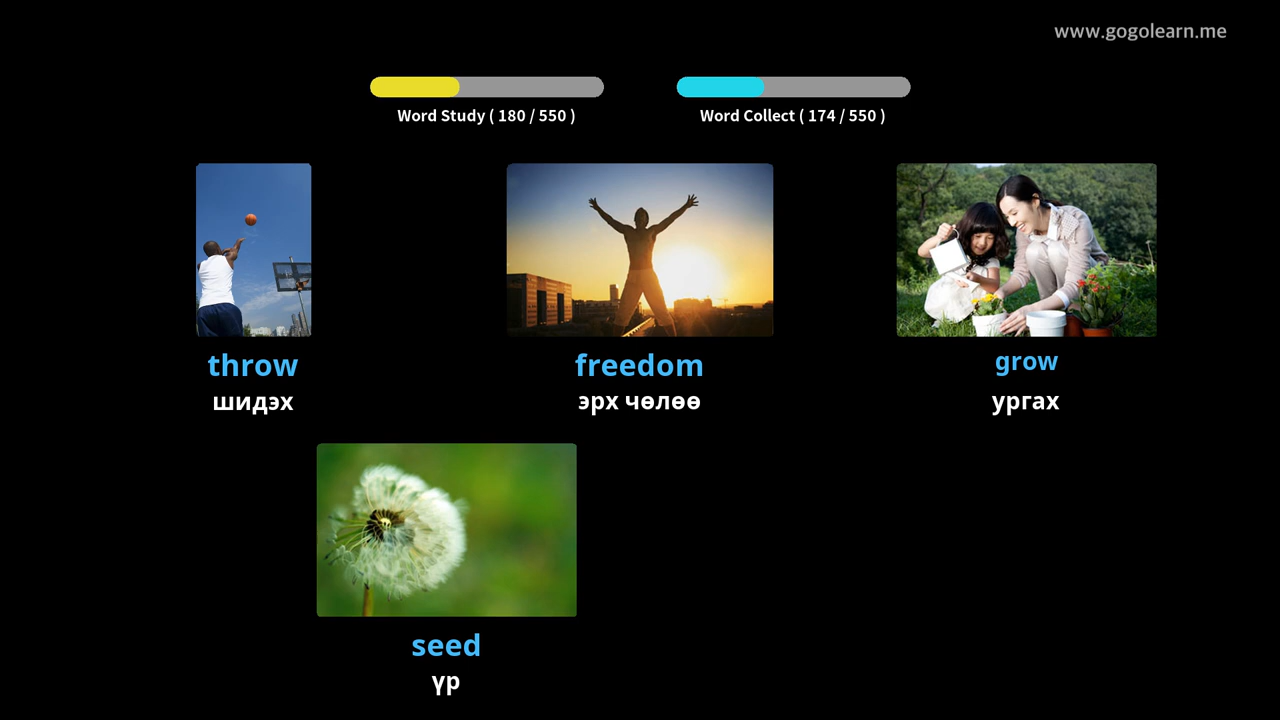 www.gogolearn.me
Word Study ( 180 / 550 )
Word Collect ( 174 / 550 )
throw
шидэх
freedom
эрх чөлөө
grow
ургах
seed
үр